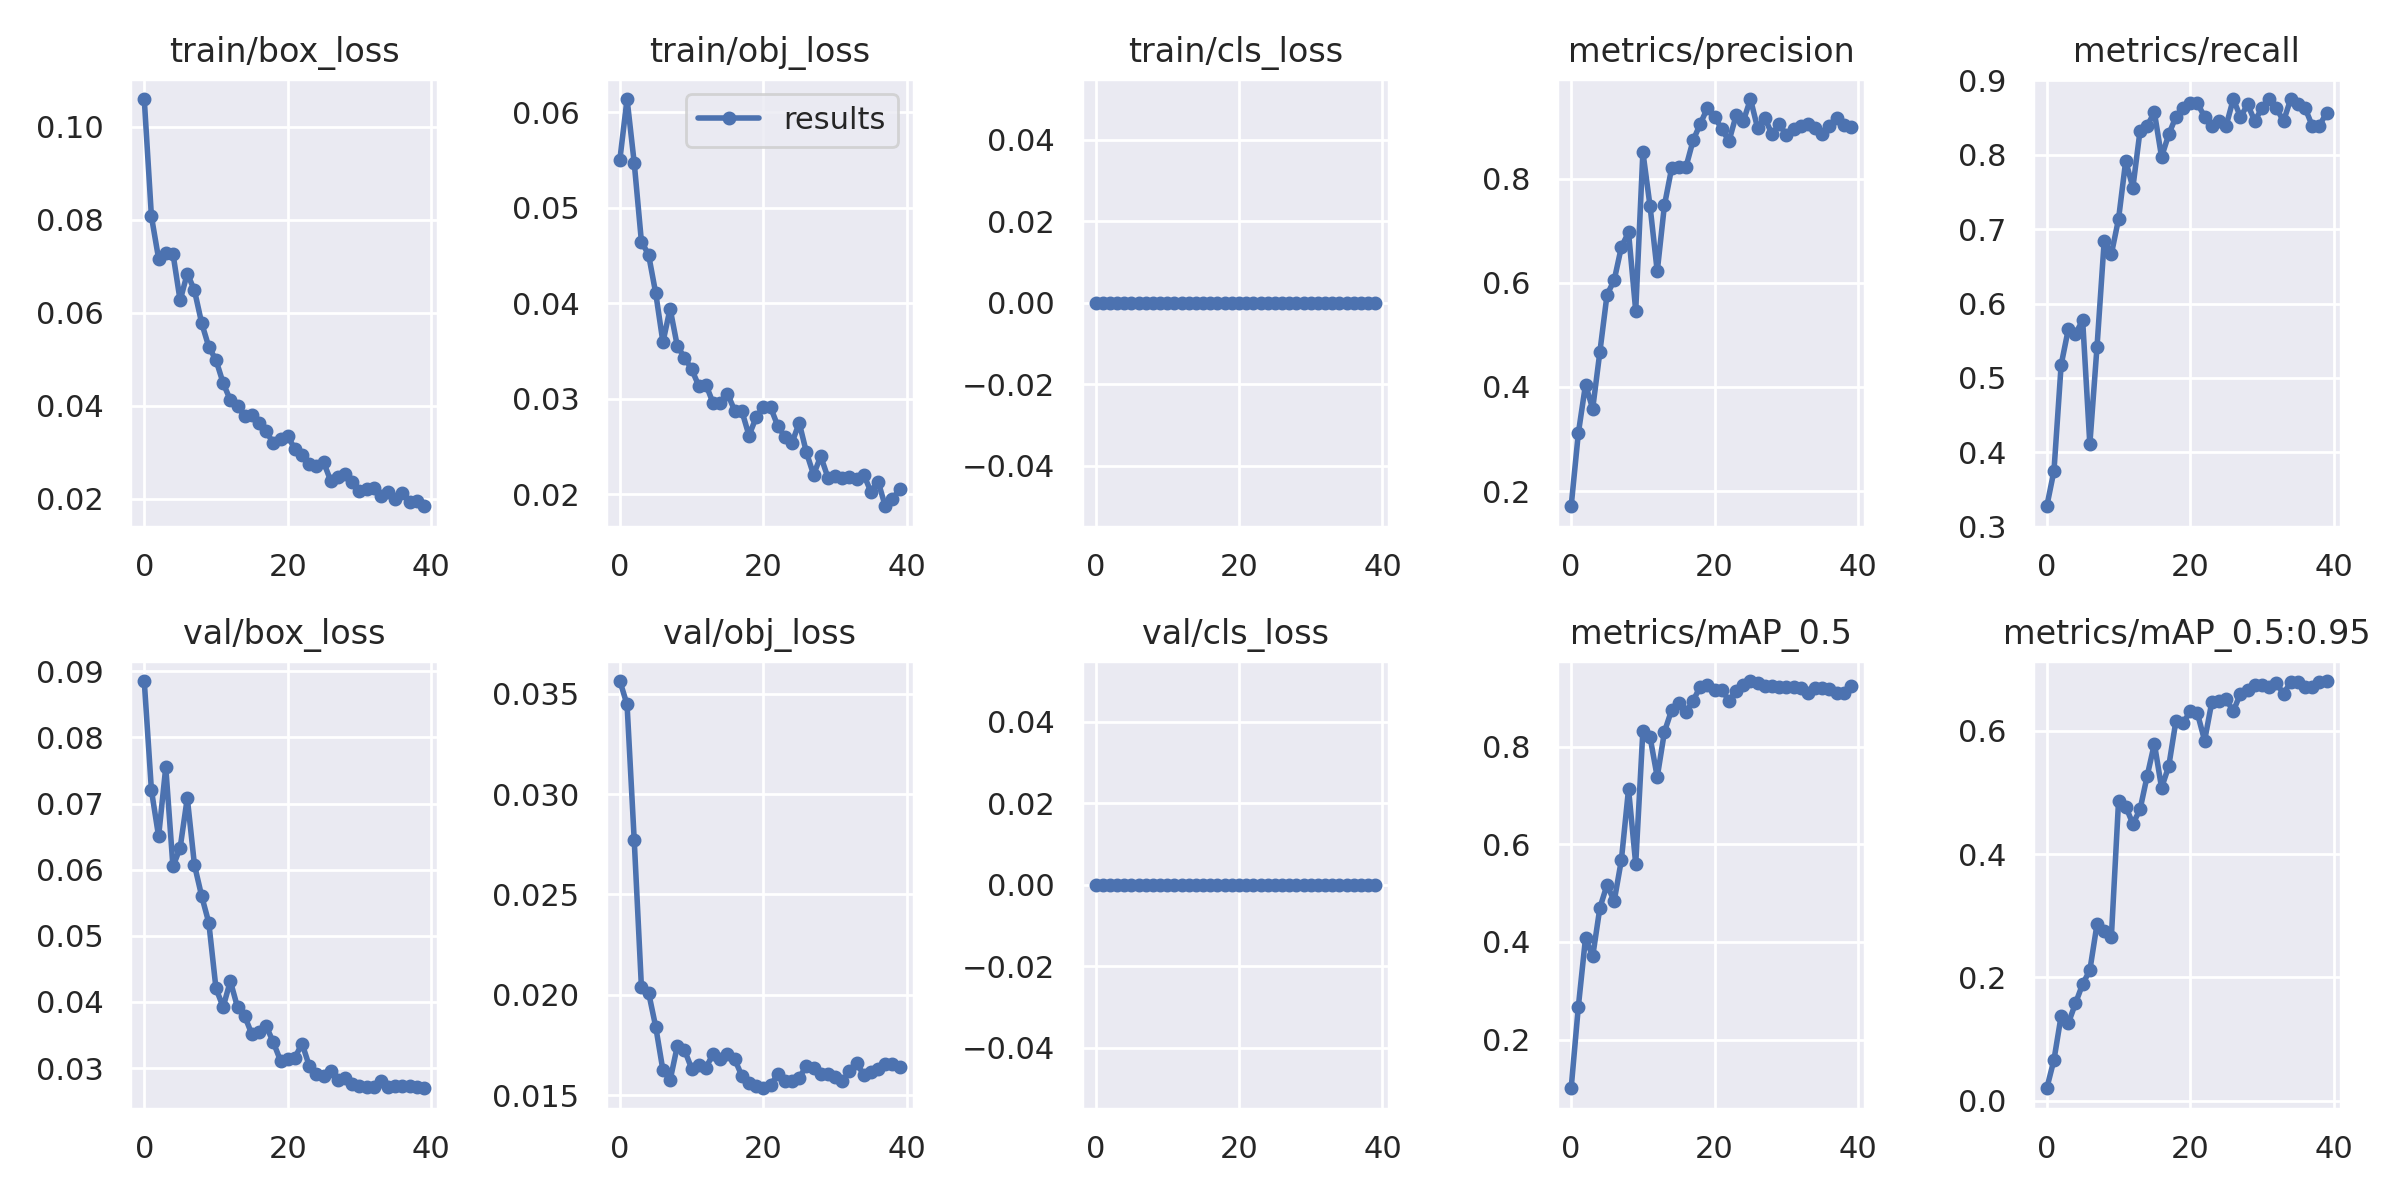 train/box_loss
0.10
0.08
0.06
0.04
0.02
0 20 40
train/obj_loss
results
0.06
0.05
0.04
0.03
0.02
0 20 40
train/cls_loss
0.04
0.02
0.00
−0.02
−0.04
0 20 40
metrics/precision
0.8
0.6
0.4
0.2
0 20 40
metrics/recall
0.9
0.8
0.7
0.6
0.5
0.4
0.3
0 20 40
val/box_loss
0.09
0.08
0.07
0.06
0.05
0.04
0.03
0 20 40
val/obj_loss
0.035
0.030
0.025
0.020
0.015
0 20 40
val/cls_loss
0.04
0.02
0.00
−0.02
−0.04
0 20 40
metrics/mAP_0.5
0.8
0.6
0.4
0.2
0 20 40
metrics/mAP_0.5:0.95
0.6
0.4
0.2
0.0
0 20 40